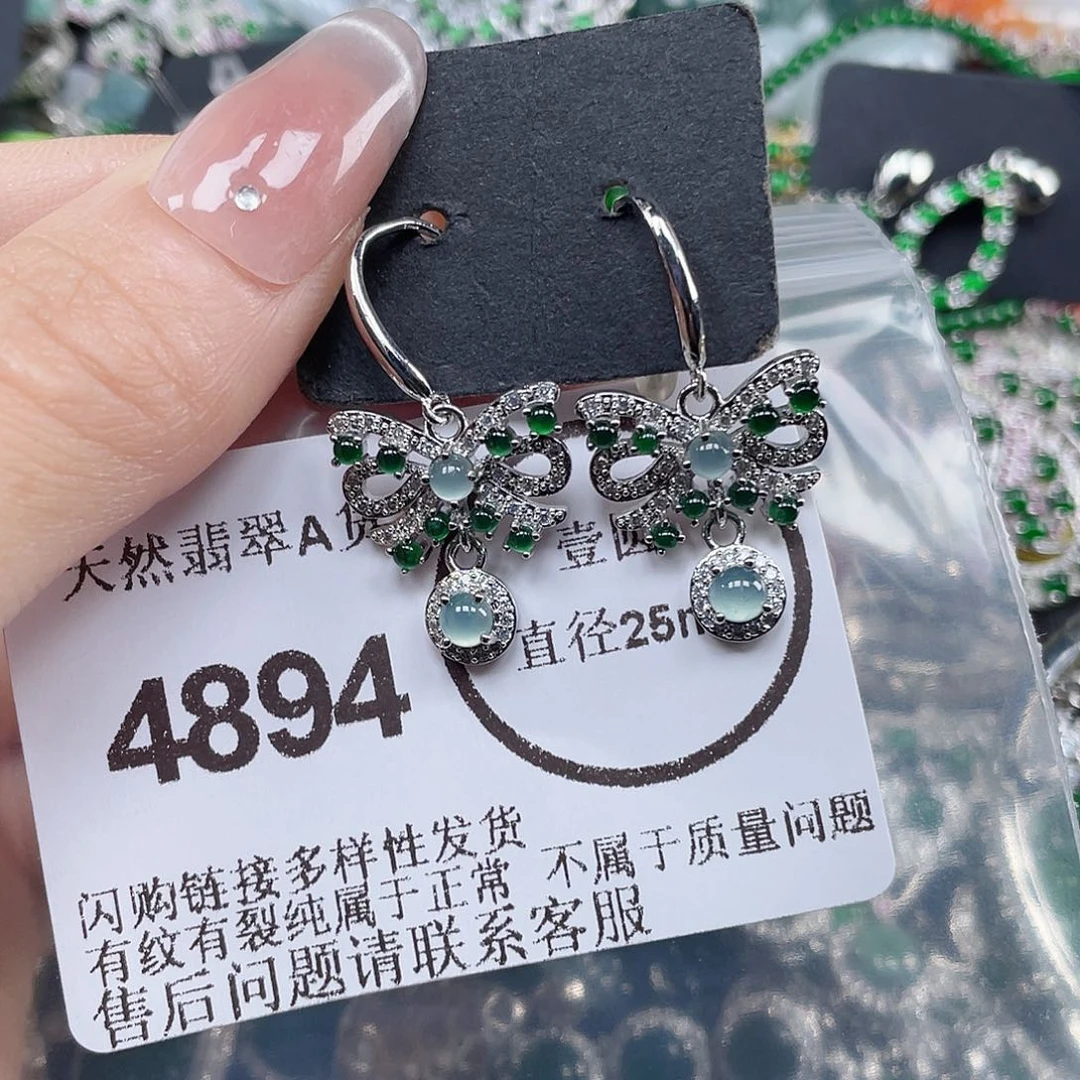 天然翡翠A货
壹圆
直径25m
4894
闪购链接多样性发货
有纹有裂纯属于正常 不属于质量问题
售后问题请联系客服